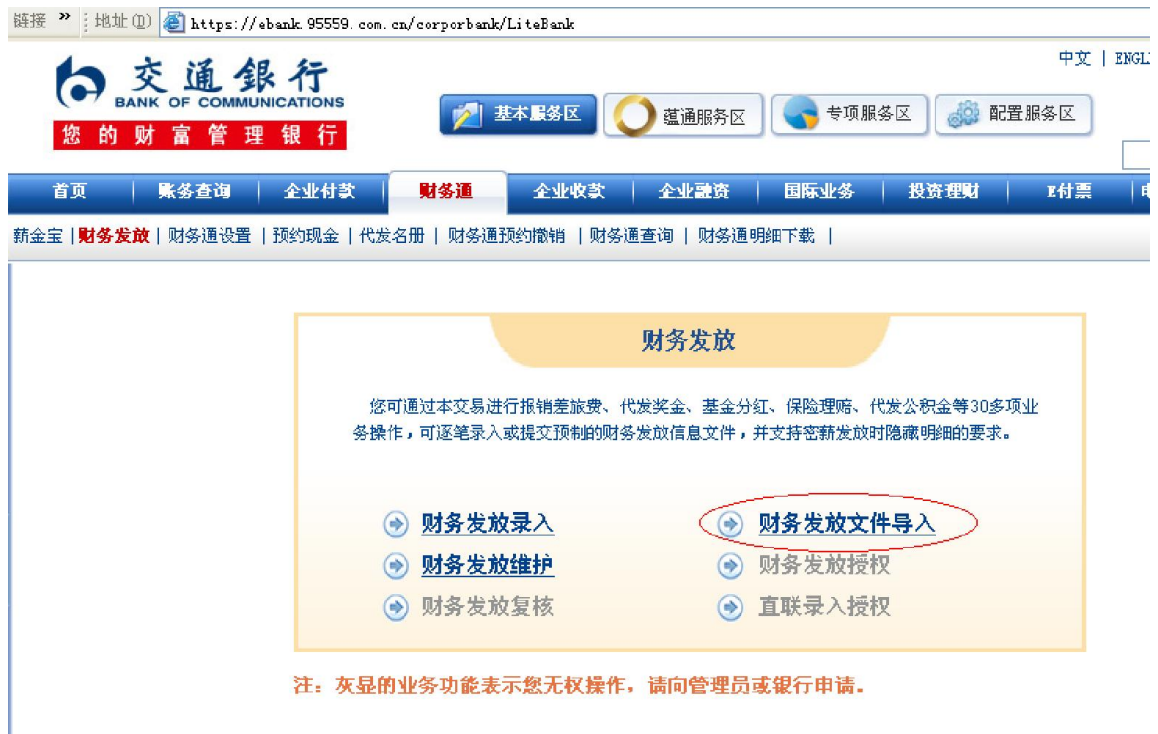 链接 » 地址(D) https://ebank.95559.com.cn/corporbank/LiteBank
中文 | ENGL
交通銀行
BANK OF COMMUNICATIONS
您的财富管理银行
基本服务区 蕴通服务区 专项服务区 配置服务区
首页 账务查询 企业付款 财务通 企业收款 企业融资 国际业务 投资理财 E付票 电
薪金宝 | 财务发放 | 财务通设置 | 预约现金 | 代发名册 | 财务通预约撤销 | 财务通查询 | 财务通明细下载 |
财务发放
您可通过本交易进行报销差旅费、代发奖金、基金分红、保险理赔、代发公积金等30多项业
务操作，可逐笔录入或提交预制的财务发放信息文件，并支持密薪发放时隐藏明细的要求。
财务发放录入 财务发放文件导入
财务发放维护 财务发放授权
财务发放复核 直联录入授权
注：灰显的业务功能表示您无权操作，请向管理员或银行申请。